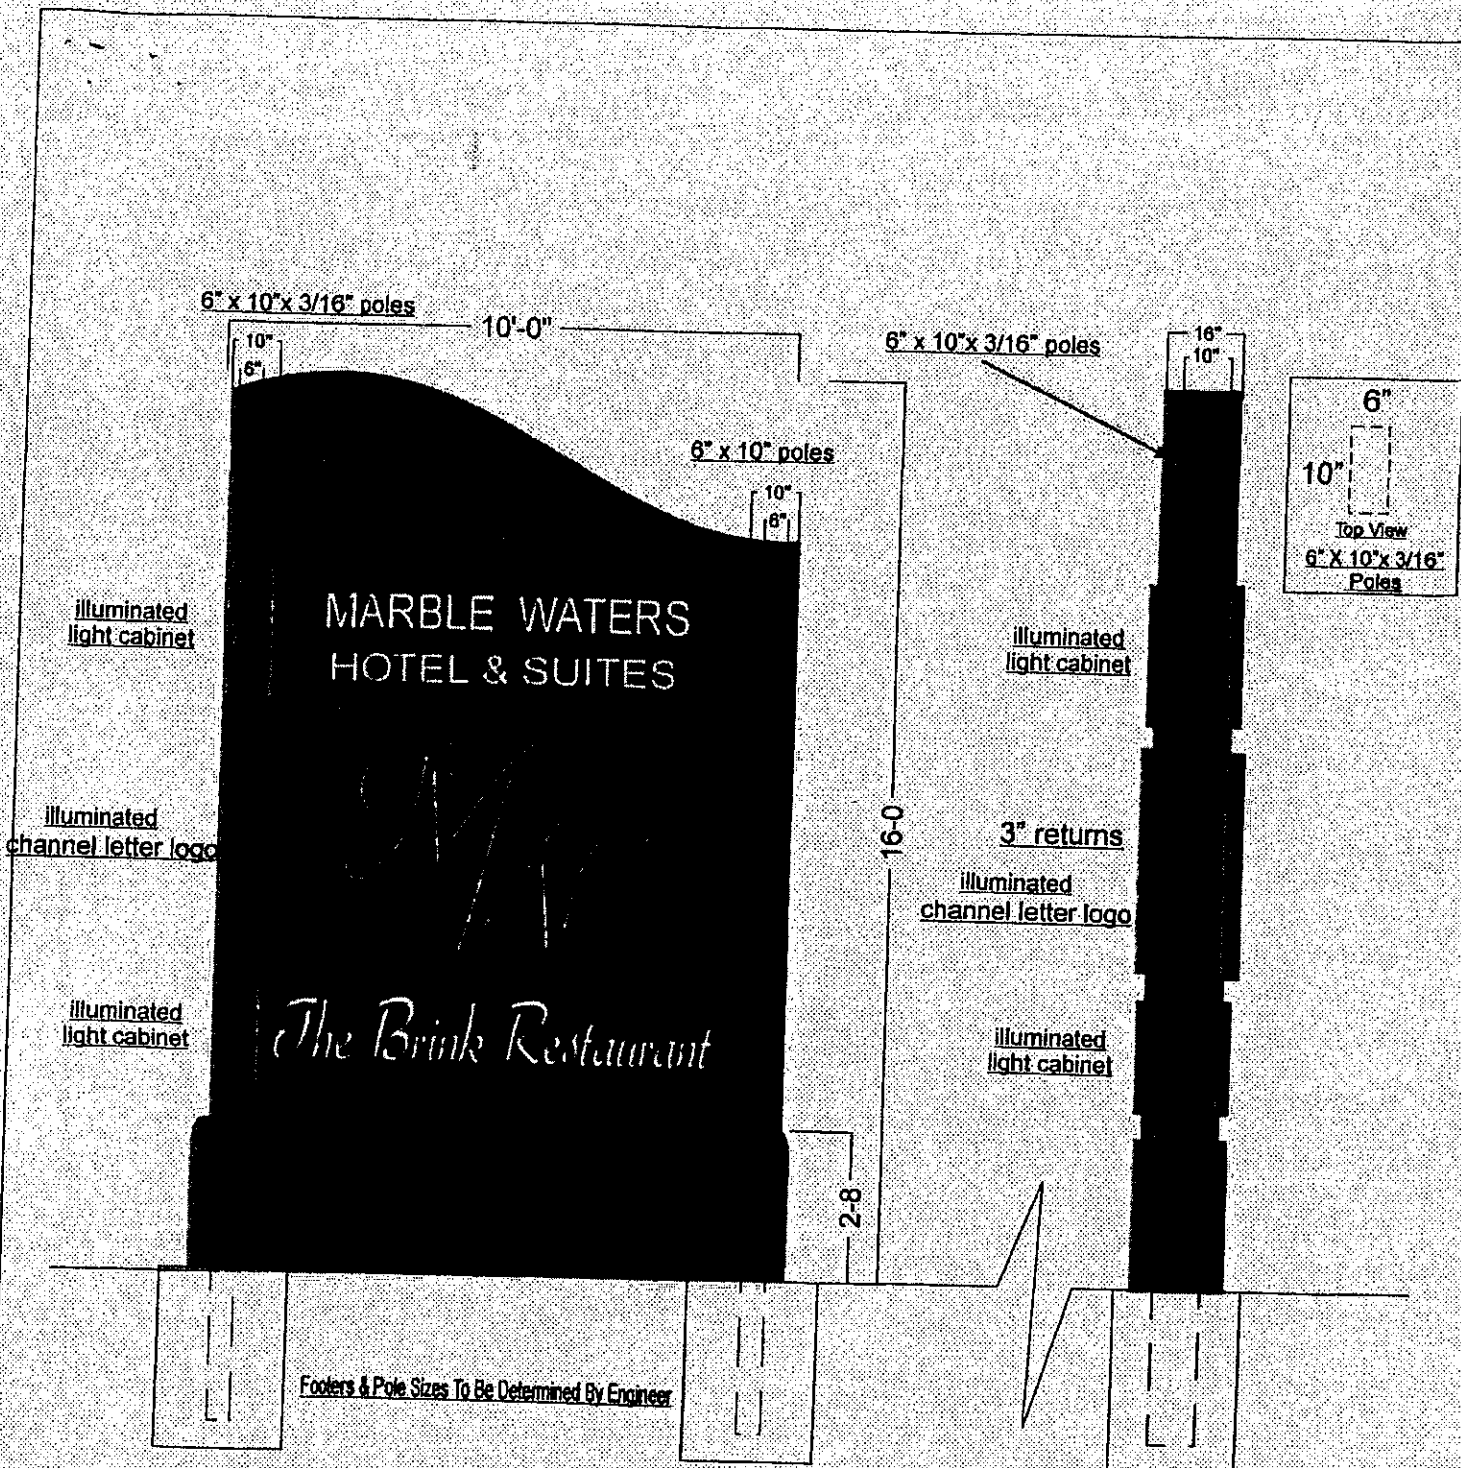 6" x 10"x 3/16" poles
10'-0"
10"
6"
6" x 10" poles
10"
6"
illuminated
light cabinet
MARBLE WATERS
HOTEL & SUITES
illuminated
channel letter logo
illuminated
light cabinet
The Brink Restaurant
16-0
2-8
Footers & Pole Sizes To Be Determined By Engineer
6" x 10"x 3/16" poles
16"
10"
illuminated
light cabinet
3" returns
illuminated
channel letter logo
illuminated
light cabinet
6"
10"
Top View
6" X 10"x 3/16"
Poles